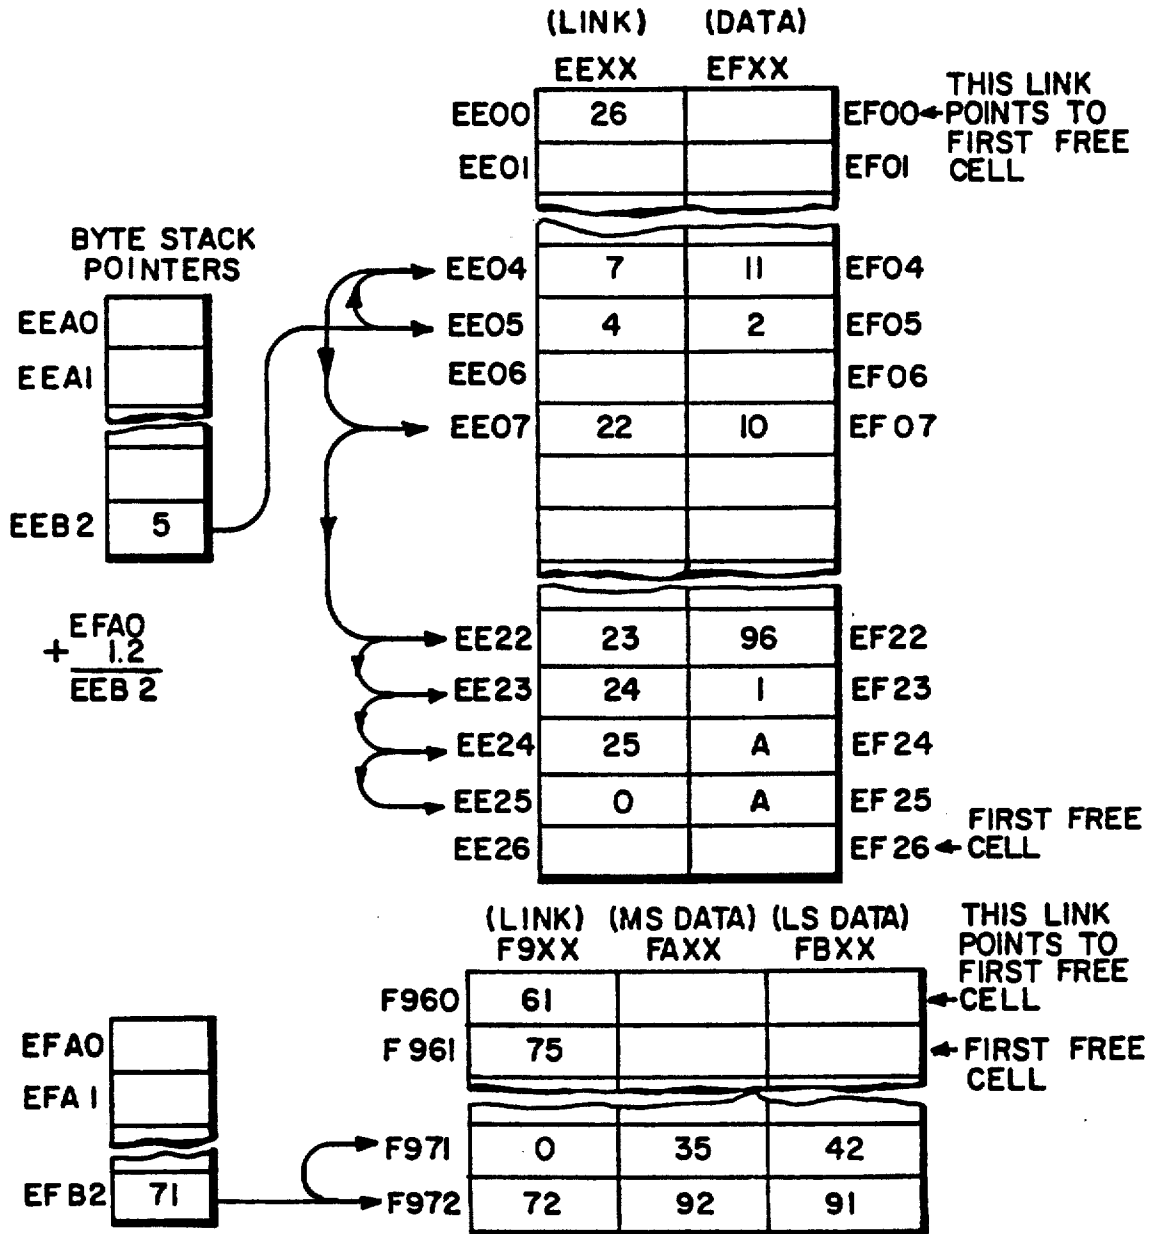 (LINK) (DATA)
EEXX EFXX
EE00 26 EF00 THIS LINK POINTS TO FIRST FREE CELL
EE01 EF01
BYTE STACK POINTERS
EEA0
EEA1
EEB2 5
EFA0
+ 1.2
EEB2
EE04 7 11 EF04
EE05 4 2 EF05
EE06 EF06
EE07 22 10 EF07
EE22 23 96 EF22
EE23 24 1 EF23
EE24 25 A EF24
EE25 0 A EF25
EE26 EF26 FIRST FREE CELL
(LINK) (MS DATA) (LS DATA)
F9XX FAXX FBXX
F960 61 THIS LINK POINTS TO FIRST FREE CELL
F961 75 FIRST FREE CELL
EFA0
EFA1
EFB2 71
F971 0 35 42
F972 72 92 91